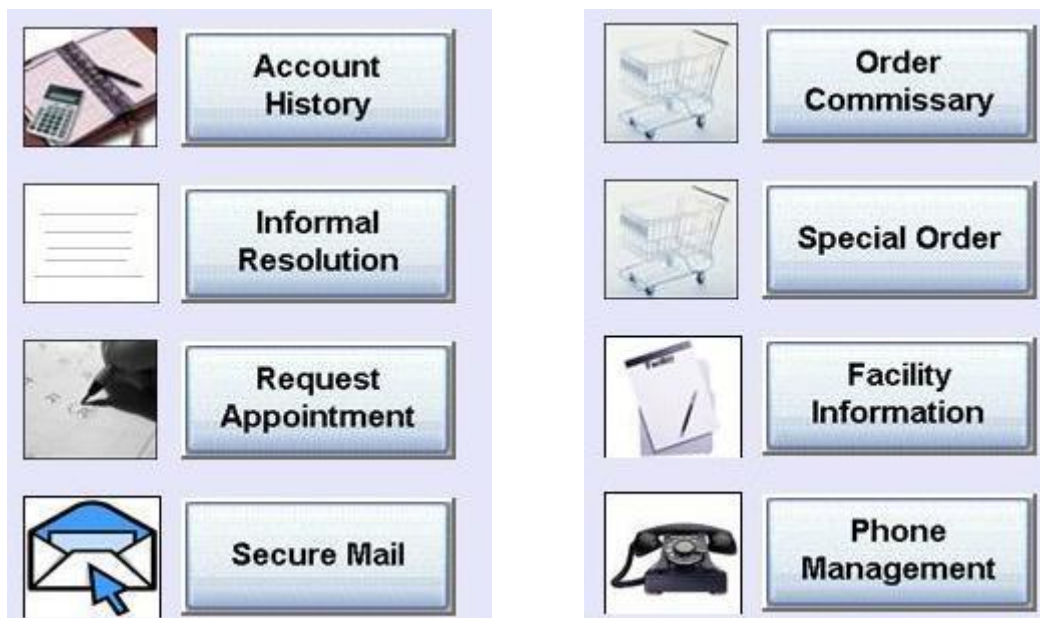 Account
History
Informal
Resolution
Request
Appointment
Secure Mail
Order
Commissary
Special Order
Facility
Information
Phone
Management